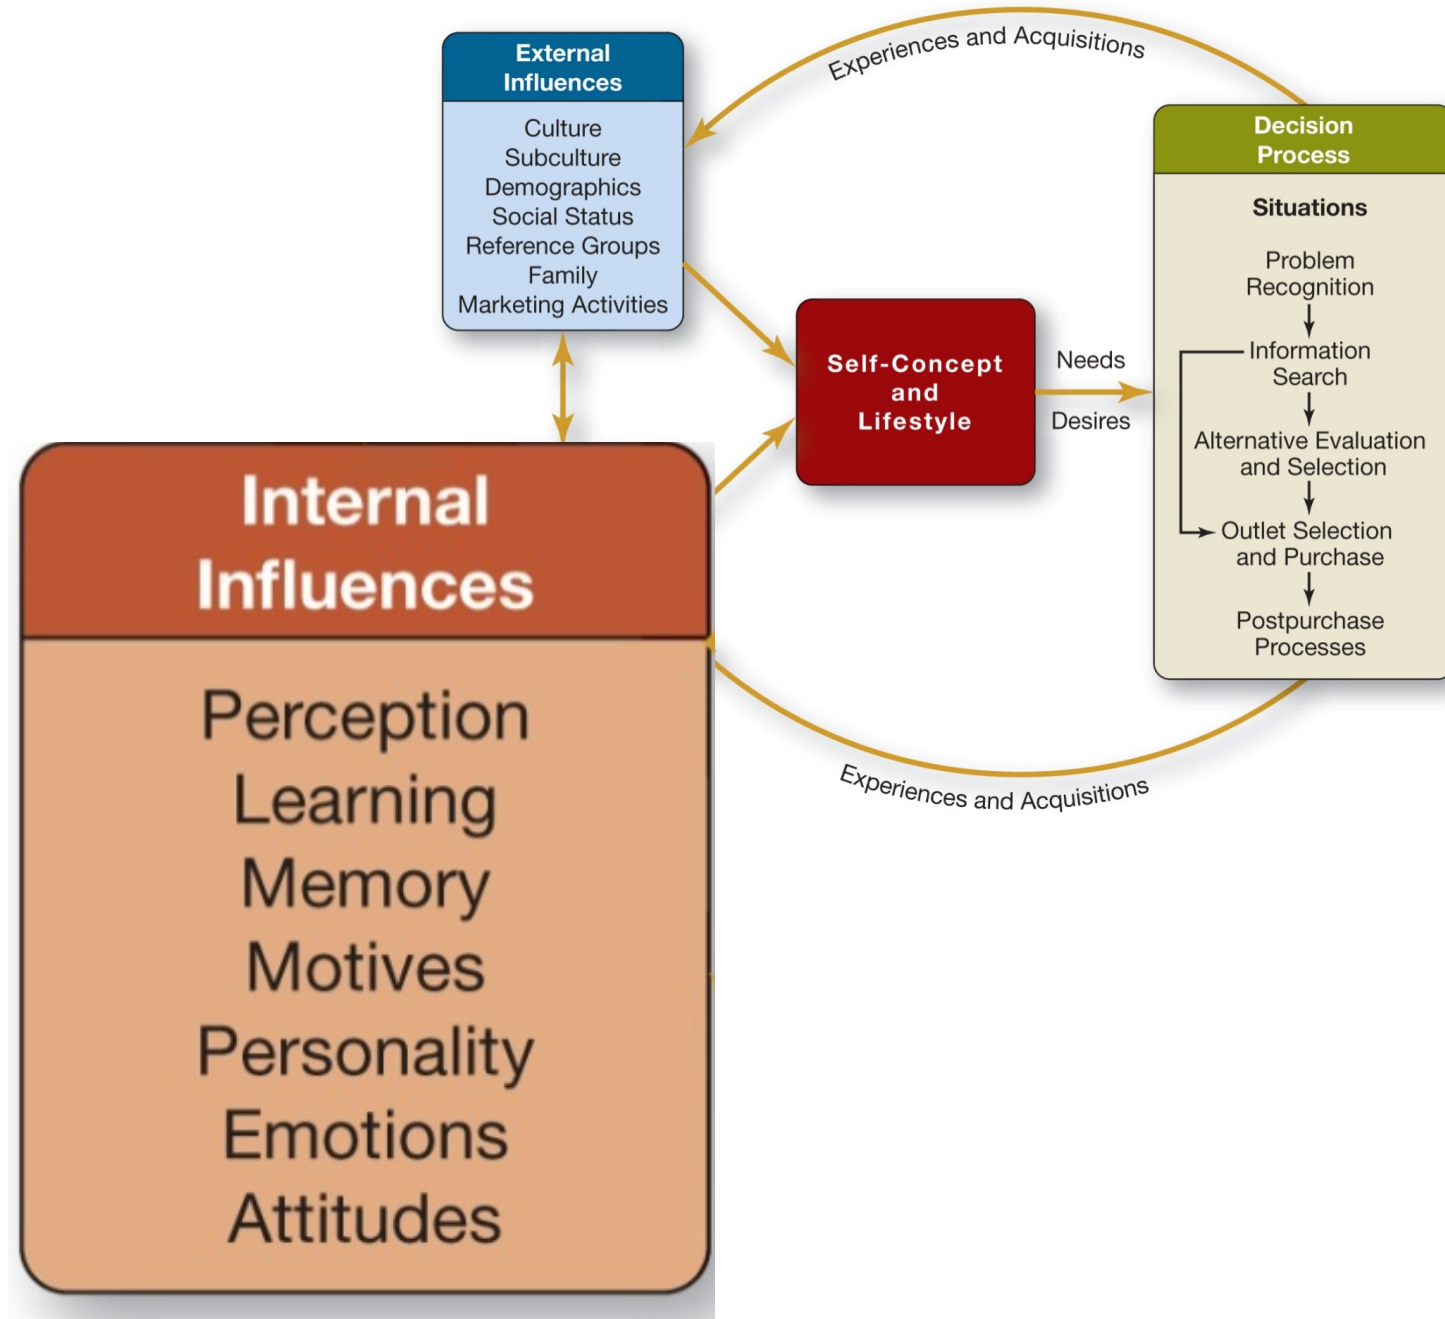 External
Influences
Culture
Subculture
Demographics
Social Status
Reference Groups
Family
Marketing Activities
Experiences and Acquisitions
Decision
Process
Situations
Problem
Recognition
Information
Search
Alternative Evaluation
and Selection
Outlet Selection
and Purchase
Postpurchase
Processes
Self-Concept
and
Lifestyle
Needs
Desires
Internal
Influences
Perception
Learning
Memory
Motives
Personality
Emotions
Attitudes
Experiences and Acquisitions